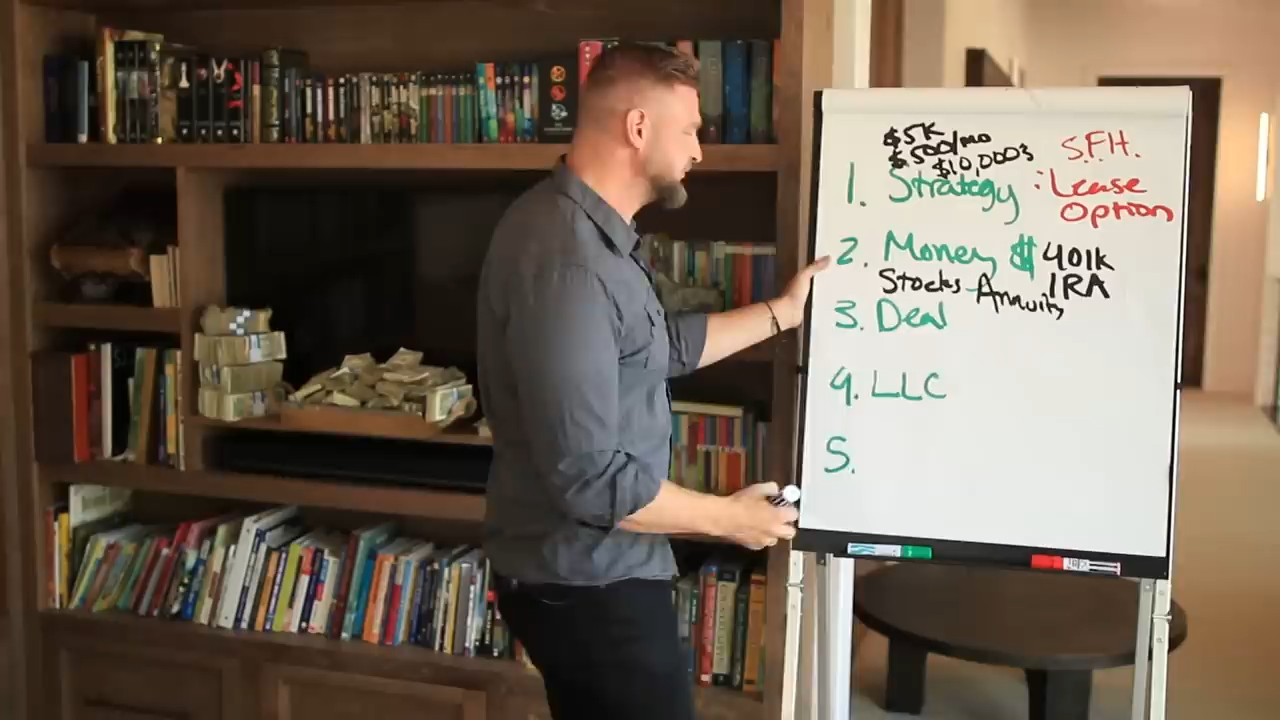 $5K
$500/mo
$10,000's
S.F.H.
1. Strategy : Lease
Option
2. Money $ 401k
IRA
Stocks - Annuity
3. Deal
4. LLC
5.